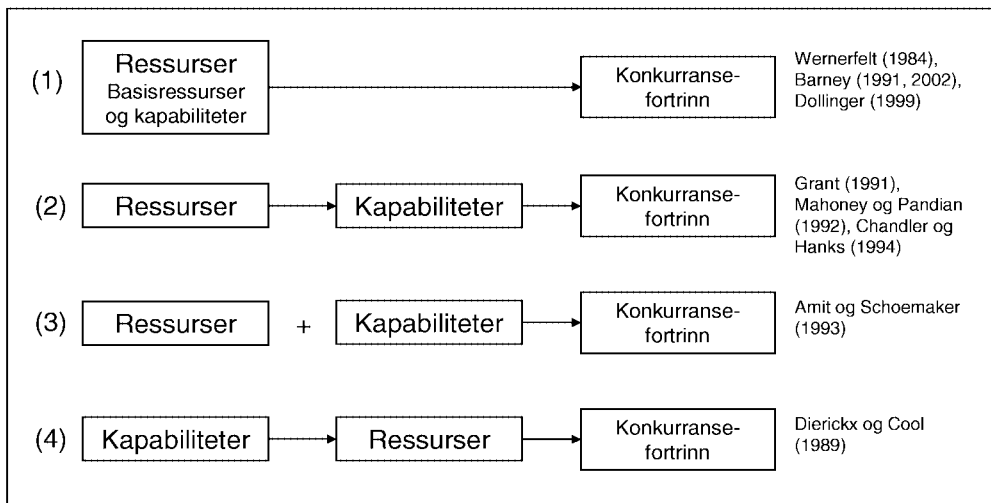 (1)
Ressurser
Basisressurser
og kapabiliteter
Konkurranse-
fortrinn
Wernerfelt (1984),
Barney (1991, 2002),
Dollinger (1999)
(2)
Ressurser
Kapabiliteter
Konkurranse-
fortrinn
Grant (1991),
Mahoney og Pandian
(1992), Chandler og
Hanks (1994)
(3)
Ressurser
+
Kapabiliteter
Konkurranse-
fortrinn
Amit og Schoemaker
(1993)
(4)
Kapabiliteter
Ressurser
Konkurranse-
fortrinn
Dierickx og Cool
(1989)